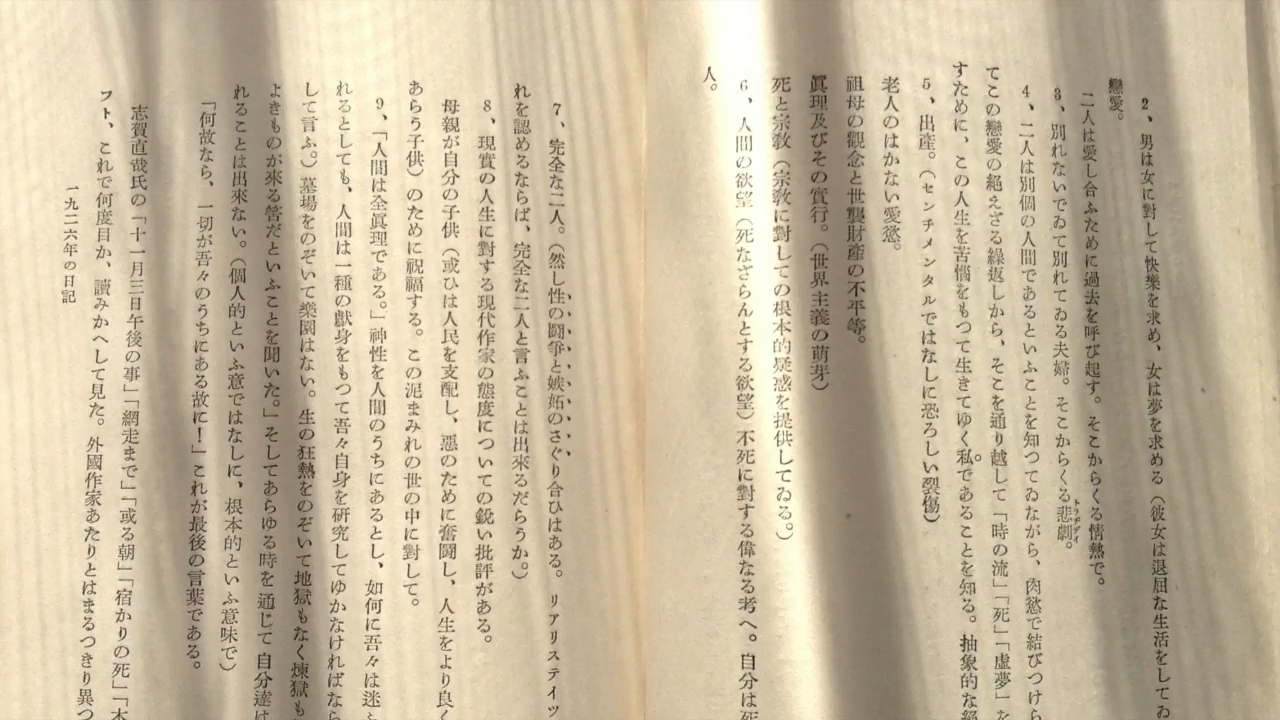 2、男は女に對して快樂を求め、女は夢を求める（彼女は退屈な生活をしてゐ
戀愛。
二人は愛し合ふために過去を呼び起す。そこからくる情熱で。
3、別れないでゐて別れてゐる夫婦。そこからくる悲劇。
トラヂデイ
4、二人は別個の人間であるといふことを知つてゐながら、肉慾で結びつけら
てこの戀愛の絶えざる繰返しから、そこを通り越して「時の流」「死」「虚夢」を
すために、この人生を苦惱をもつて生きてゆく私であることを知る。抽象的な絕
5、出產。（センチメンタルではなしに恐ろしい裂傷）
老人のはかない愛慾。
祖母の觀念と世襲財產の不平等。
眞理及びその實行。（世界主義の萌芽）
死と宗敎（宗敎に對しての根本的疑惑を提供してゐる。）
6、人間の欲望（死なざらんとする欲望）不死に對する偉なる考へ。自分は死
人。
7、完全な二人。（然し性の闘爭と嫉妬のさぐり合ひはある。リアリステイツ
れを認めるならば、完全な二人と言ふことは出來るだらうか。）
8、現實の人生に對する現代作家の態度についての銳い批評がある。
母親が自分の子供（或ひは人民を支配し、惡のために奮鬪し、人生をより良く
あらう子供）のために祝福する。この泥まみれの世の中に對して。
9、「人間は全眞理である。」神性を人間のうちにあるとし、如何に吾々は迷
れるとしても、人間は一種の獻身をもつて吾々自身を硏究してゆかなければなら
して言ふ。）墓場をのぞいて樂園はない。生の狂熱をのぞいて地獄もなく煉獄も
よきものが來る筈だといふことを聞いた。」そしてあらゆる時を通じて自分達は
れることは出來ない。（個人的といふ意ではなしに、根本的といふ意味で）
「何故なら、一切が吾々のうちにある故に！」これが最後の言葉である。
志賀直哉氏の「十一月三日午後の事」「網走まで」「或る朝」「宿かりの死」「
フト、これで何度目か、讀みかへして見た。外國作家あたりとはまるつきり異つ
一九二六年の日記